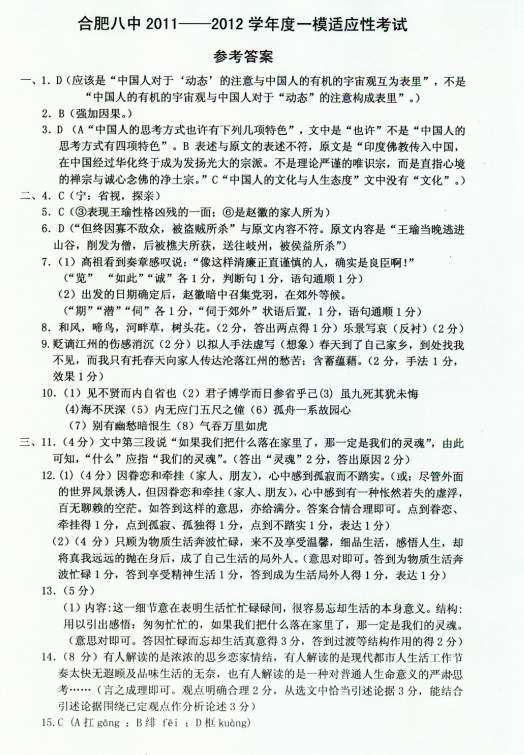 合肥八中 2011——2012 学年度一模适应性考试
参考答案
一、1. D（应该是“中国人对于‘动态’的注意与中国人的有机的宇宙观互为表里”，不是
“中国人的有机的宇宙观与中国人对于“动态”的注意构成表里”。）
2. B（强加因果。）
3. D （A“中国人的思考方式也许有下列几项特色”，文中是“也许”不是“中国人的
思考方式有四项特色”。B 表述与原文的表述不符，原文是“印度佛教传入中国，
在中国经过华化终于成为发扬光大的宗派。不是理论严谨的唯识宗，而是直指心境
的禅宗与诚心念佛的净土宗。”C“中国人的文化与人生态度”文中没有“文化”。）
二、4. C（宁：省视，探亲）
5. C（③表现王瑜性格凶残的一面；⑥是赵徽的家人所为）
6. D（“但终因寡不敌众，被盗贼所杀”与原文内容不符。原文内容是“王瑜当晚逃进
山谷，削发为僧，后被樵夫所获，送往岐州，被侯益所杀”）
7.（1）高祖看到奏章感叹说：“像这样清廉正直谨慎的人，确实是良臣啊！”
（“览” “如此”“诚”各 1 分，判断句 1 分，语句通顺 1 分）
（2）出发的日期确定后，赵徽暗中召集党羽，在郊外等候。
（“期”“潜”“伺”各 1 分，“伺于郊外”状语后置，1 分，语句通顺 1 分）
8. 和风，啼鸟，河畔草，树头花。（2 分，答出两点得 1 分）乐景写哀（反衬）（2 分）
9. 贬谪江州的伤感消沉（2 分）以拟人手法虚写（想象）春天到了自己家乡，到处找我
不见，而我只有托春天向家人传达沦落江州的愁苦；含蓄蕴藉。（2 分，手法 1 分，
效果 1 分）
10.（1）见不贤而内自省也（2）君子博学而日参省乎己(3) 虽九死其犹未悔
(4)海不厌深（5）内无应门五尺之僮（6）孤舟一系故园心
（7）别有幽愁暗恨生（8）气吞万里如虎
三、11.（4 分）文中第三段说“如果我们把什么落在家里了，那一定是我们的灵魂”，由此
可知，“什么”应指“我们的灵魂”。（答出“灵魂”2 分，答出原因 2 分）
12.(1)（4 分）因眷恋和牵挂（家人、朋友），心中感到孤寂而不踏实。（或：尽管外面
的世界风景诱人，但因眷恋和牵挂（家人、朋友），心中感到有一种怅然若失的虚浮，
百无聊赖的空茫。如答到这样的意思，亦给满分。答案合情合理即可。点到眷恋、
牵挂得 1 分，点到孤寂、孤独得 1 分，点到不踏实 1 分，表达 1 分）
(2)（4 分）只顾为物质生活奔波忙碌，来不及享受温馨，细品生活，感悟人生，却
将真我远远的抛在身后，成了自己生活的局外人。（意思对即可。答到为物质生活奔
波忙碌 1 分，答到享受精神生活 1 分，答到成为生活局外人得 1 分，表达 1 分）
13.（5 分）
（1）内容:这一细节意在表明生活忙忙碌碌间，很容易忘却生活的本身意义。结构:
用以引出感悟：匆匆忙忙的，如果我们把什么落在家里了，那一定是我们的灵魂。
（意思对即可。答因忙碌而忘却生活真意得 3 分，答到过渡等结构作用的得 2 分）
14.（8 分）有人解读的是浓浓的思乡恋家情结，有人解读的是现代都市人生活工作节
奏太快无暇顾及品味生活的无奈，也有人解读的是一种对普通人生命意义的严肃思
考……（言之成理即可。观点明确合理 2 分，从选文中恰当引述论据 3 分，能结合
引述论据围绕已定观点作分析论述 3 分）
15. C （A 扛 gāng ；B 绯 fēi ；D 框 kuàng）